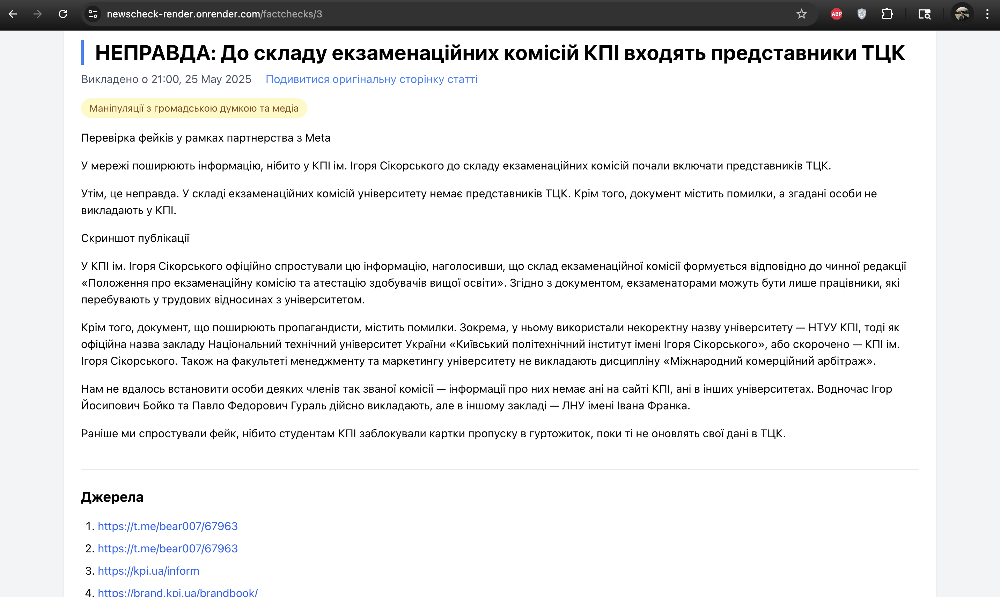 newscheck-render.onrender.com/factchecks/3
ABP
НЕПРАВДА: До складу екзаменаційних комісій КПІ входять представники ТЦК
Викладено о 21:00, 25 May 2025 Подивитися оригінальну сторінку статті
Маніпуляції з громадською думкою та медіа
Перевірка фейків у рамках партнерства з Meta
У мережі поширюють інформацію, нібито у КПІ ім. Ігоря Сікорського до складу екзаменаційних комісій почали включати представників ТЦК.
Утім, це неправда. У складі екзаменаційних комісій університету немає представників ТЦК. Крім того, документ містить помилки, а згадані особи не
викладають у КПІ.
Скриншот публікації
У КПІ ім. Ігоря Сікорського офіційно спростували цю інформацію, наголосивши, що склад екзаменаційної комісії формується відповідно до чинної редакції
«Положення про екзаменаційну комісію та атестацію здобувачів вищої освіти». Згідно з документом, екзаменаторами можуть бути лише працівники, які
перебувають у трудових відносинах з університетом.
Крім того, документ, що поширюють пропагандисти, містить помилки. Зокрема, у ньому використали некоректну назву університету — НТУУ КПІ, тоді як
офіційна назва закладу Національний технічний університет України «Київський політехнічний інститут імені Ігоря Сікорського», або скорочено — КПІ ім.
Ігоря Сікорського. Також на факультеті менеджменту та маркетингу університету не викладають дисципліну «Міжнародний комерційний арбітраж».
Нам не вдалось встановити особи деяких членів так званої комісії — інформації про них немає ані на сайті КПІ, ані в інших університетах. Водночас Ігор
Йосипович Бойко та Павло Федорович Гураль дійсно викладають, але в іншому закладі — ЛНУ імені Івана Франка.
Раніше ми спростували фейк, нібито студентам КПІ заблокували картки пропуску в гуртожиток, поки ті не оновлять свої дані в ТЦК.
Джерела
1. https://t.me/bear007/67963
2. https://t.me/bear007/67963
3. https://kpi.ua/inform
4. https://brand.kpi.ua/brandbook/